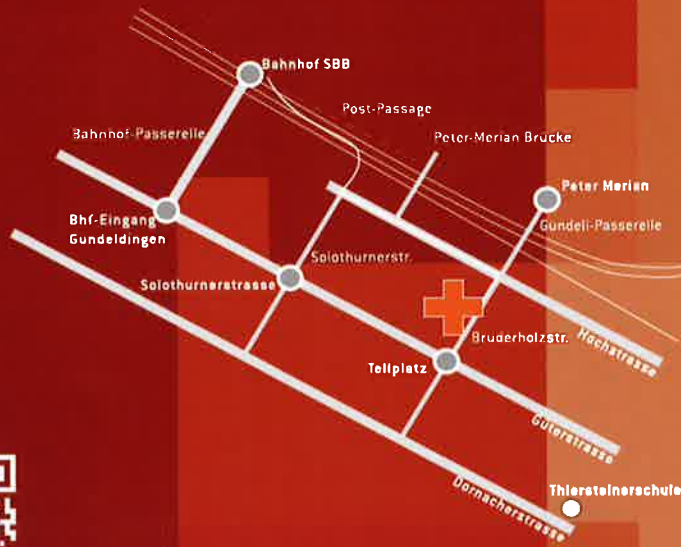 Bahnhof SBB
Post-Passage
Bahnhof-Passerelle
Peter-Merian Brücke
Peter Merian
Bhf-Eingang
Gundeldingen
Gundeli-Passerelle
Solothurnerstr.
Solothurnerstrasse
Bruderholzstr.
Hochstrasse
Tellplatz
Güterstrasse
Dornacherstrasse
Thiersteinerschule